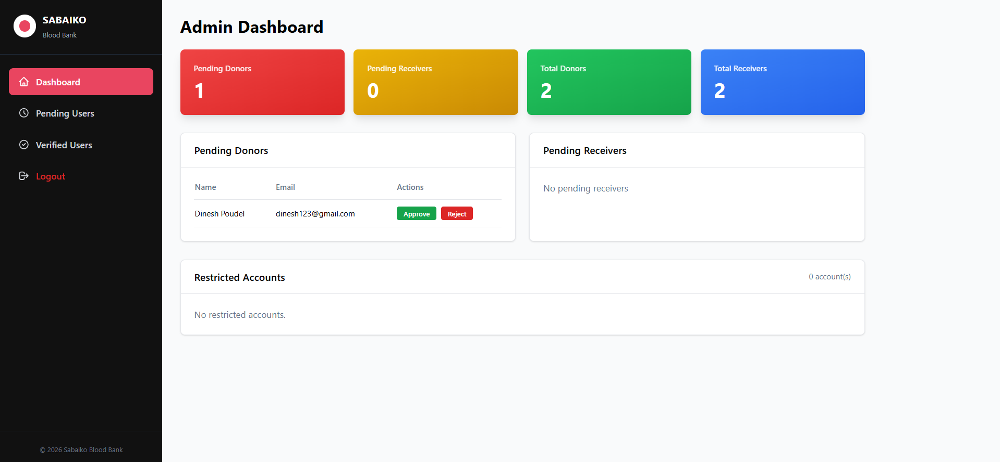 SABAIKO
Blood Bank
Dashboard
Pending Users
Verified Users
Logout
© 2026 Sabaiko Blood Bank
Admin Dashboard
Pending Donors
1
Pending Receivers
0
Total Donors
2
Total Receivers
2
Pending Donors
Name Email Actions
Dinesh Poudel dinesh123@gmail.com Approve Reject
Pending Receivers
No pending receivers
Restricted Accounts 0 account(s)
No restricted accounts.